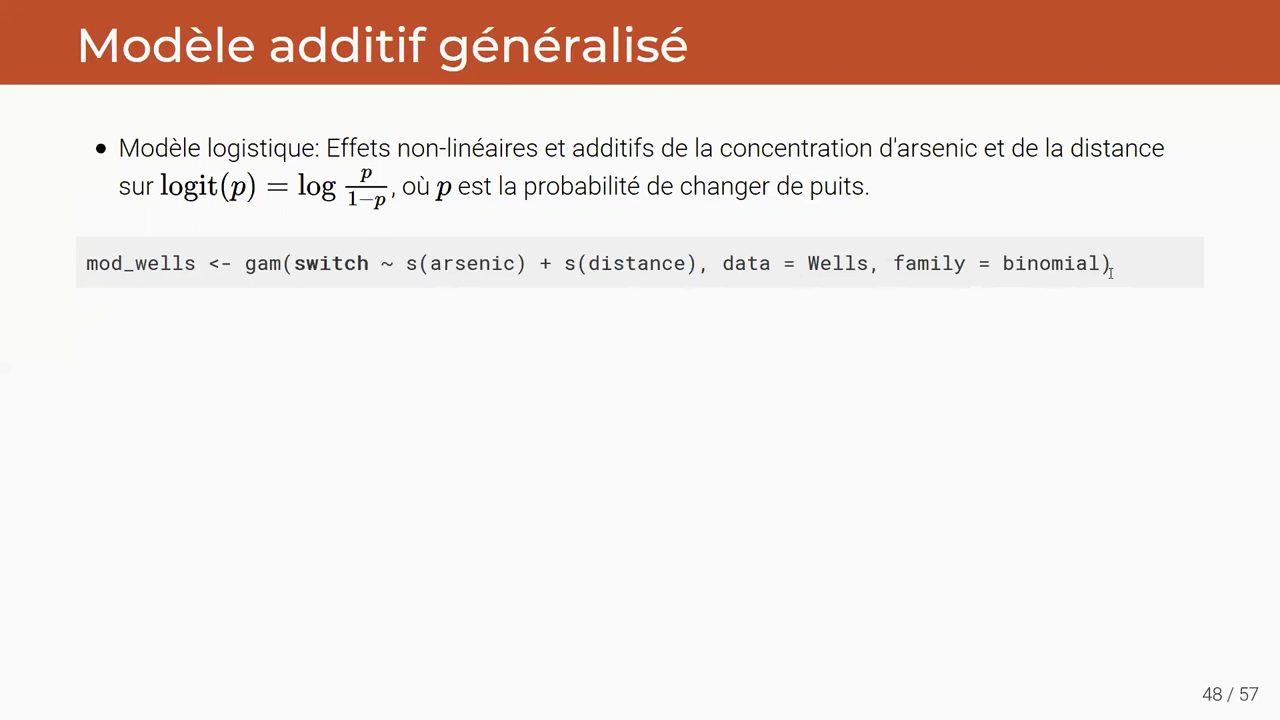 Modèle additif généralisé
• Modèle logistique: Effets non-linéaires et additifs de la concentration d'arsenic et de la distance
sur logit(p) = log p/(1−p), où p est la probabilité de changer de puits.
mod_wells <- gam(switch ~ s(arsenic) + s(distance), data = Wells, family = binomial)
48 / 57